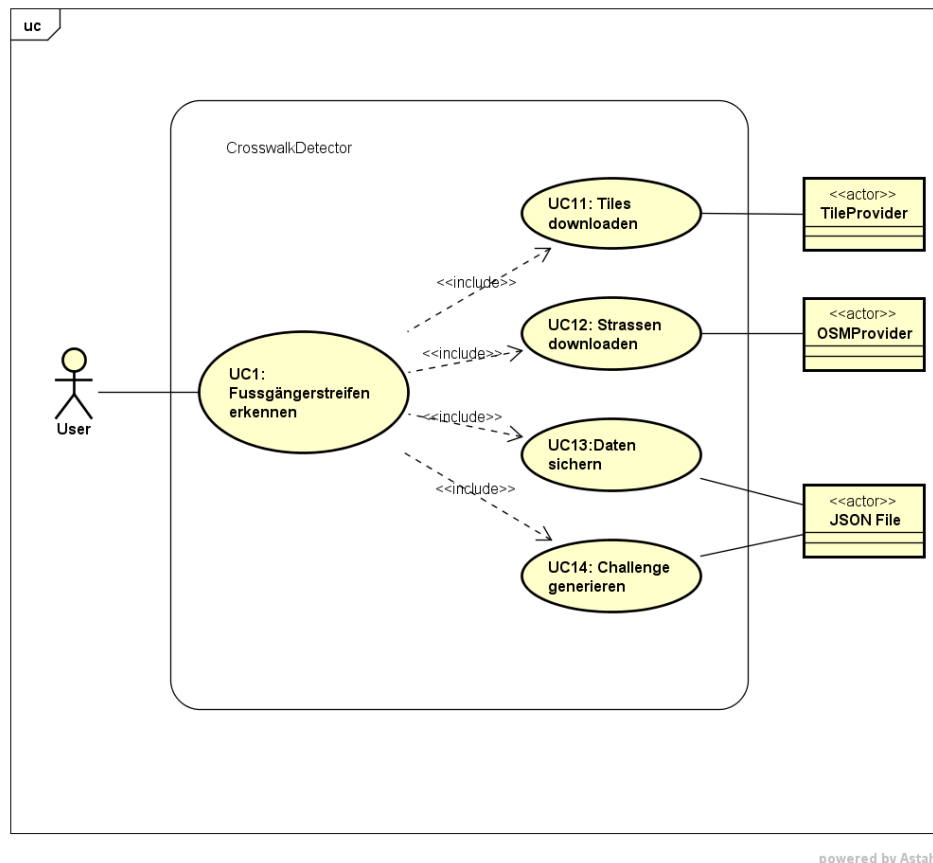 uc
CrosswalkDetector
UC11: Tiles
downloaden
<<actor>>
TileProvider
<<include>>
UC12: Strassen
downloaden
<<actor>>
OSMProvider
<<include>>
UC1:
Fussgängerstreifen
erkennen
User
<<include>>
UC13:Daten
sichern
<<include>>
<<actor>>
JSON File
UC14: Challenge
generieren
powered by Astah